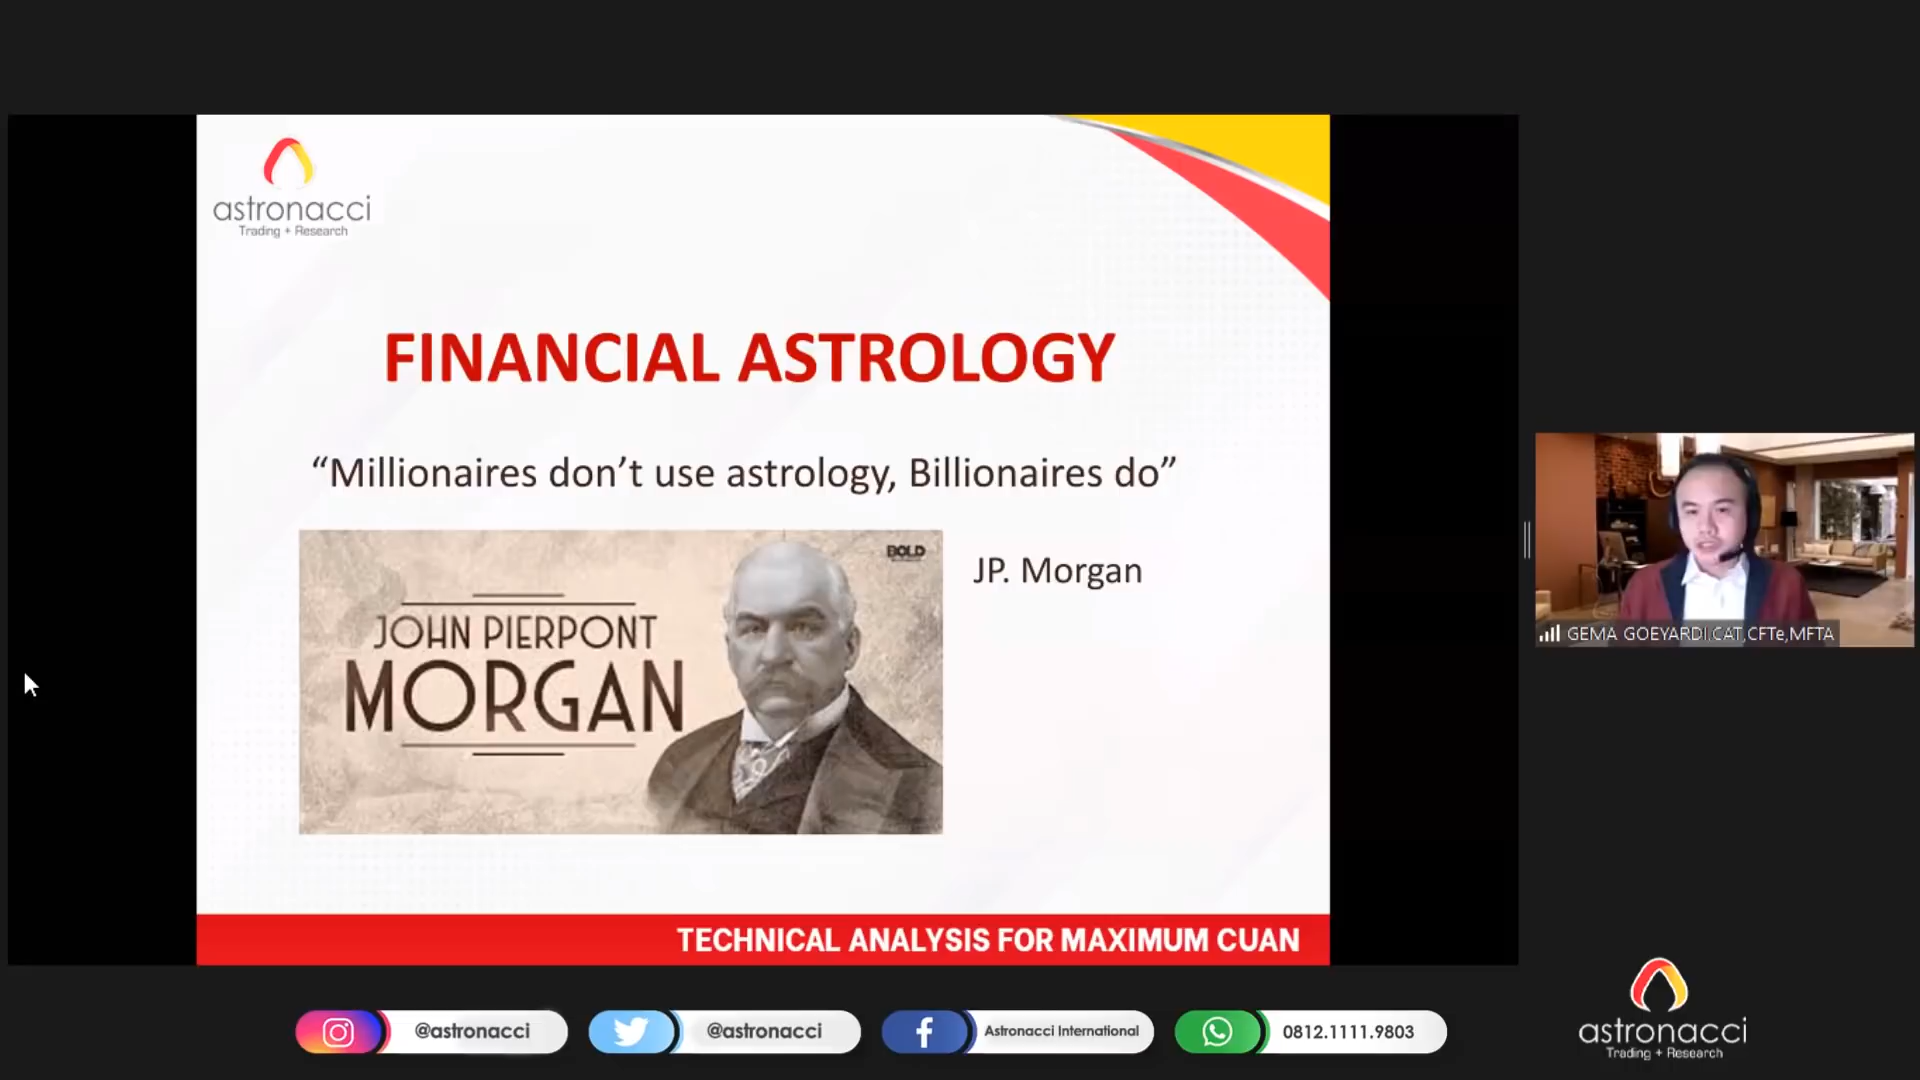 astronacci
Trading + Research
FINANCIAL ASTROLOGY
“Millionaires don’t use astrology, Billionaires do”
BOLD
JOHN PIERPONT
MORGAN
JP. Morgan
GEMA GOEYARDI,CAT,CFTe,MFTA
TECHNICAL ANALYSIS FOR MAXIMUM CUAN
@astronacci
@astronacci
Astronacci International
0812.1111.9803
astronacci
Trading + Research